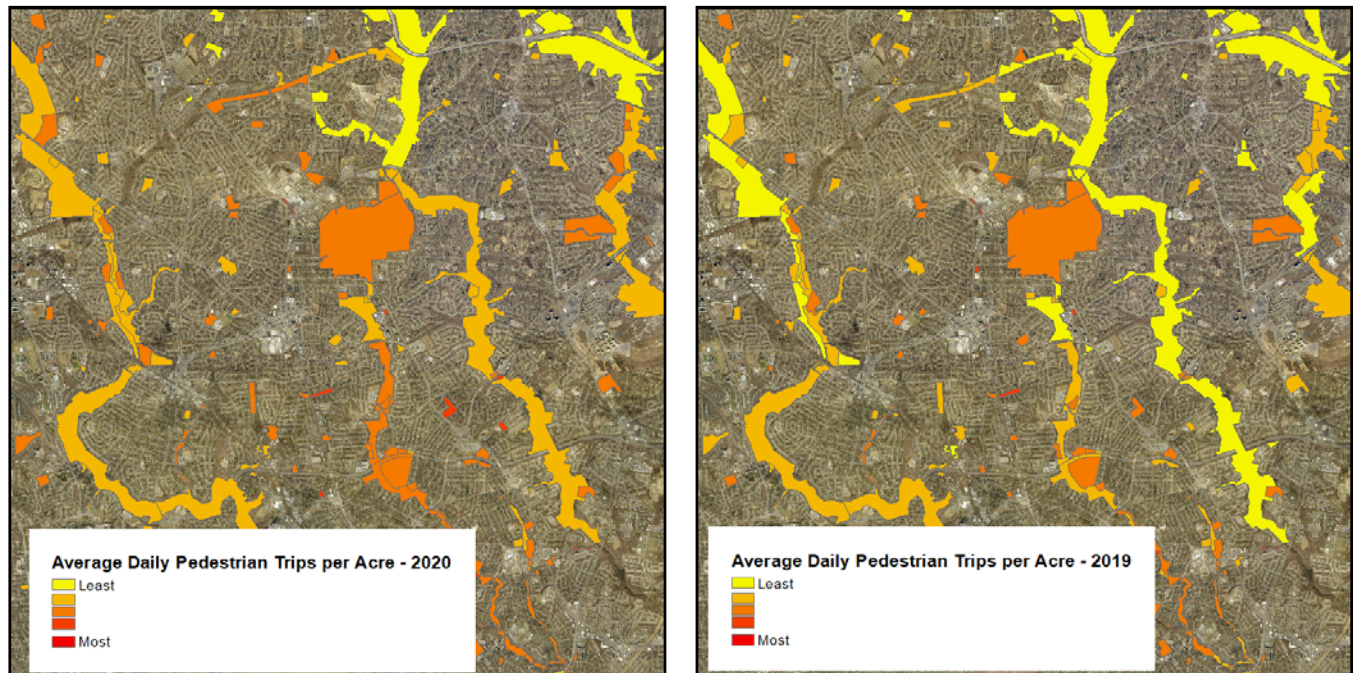 Average Daily Pedestrian Trips per Acre - 2020
Least
Most
Average Daily Pedestrian Trips per Acre - 2019
Least
Most